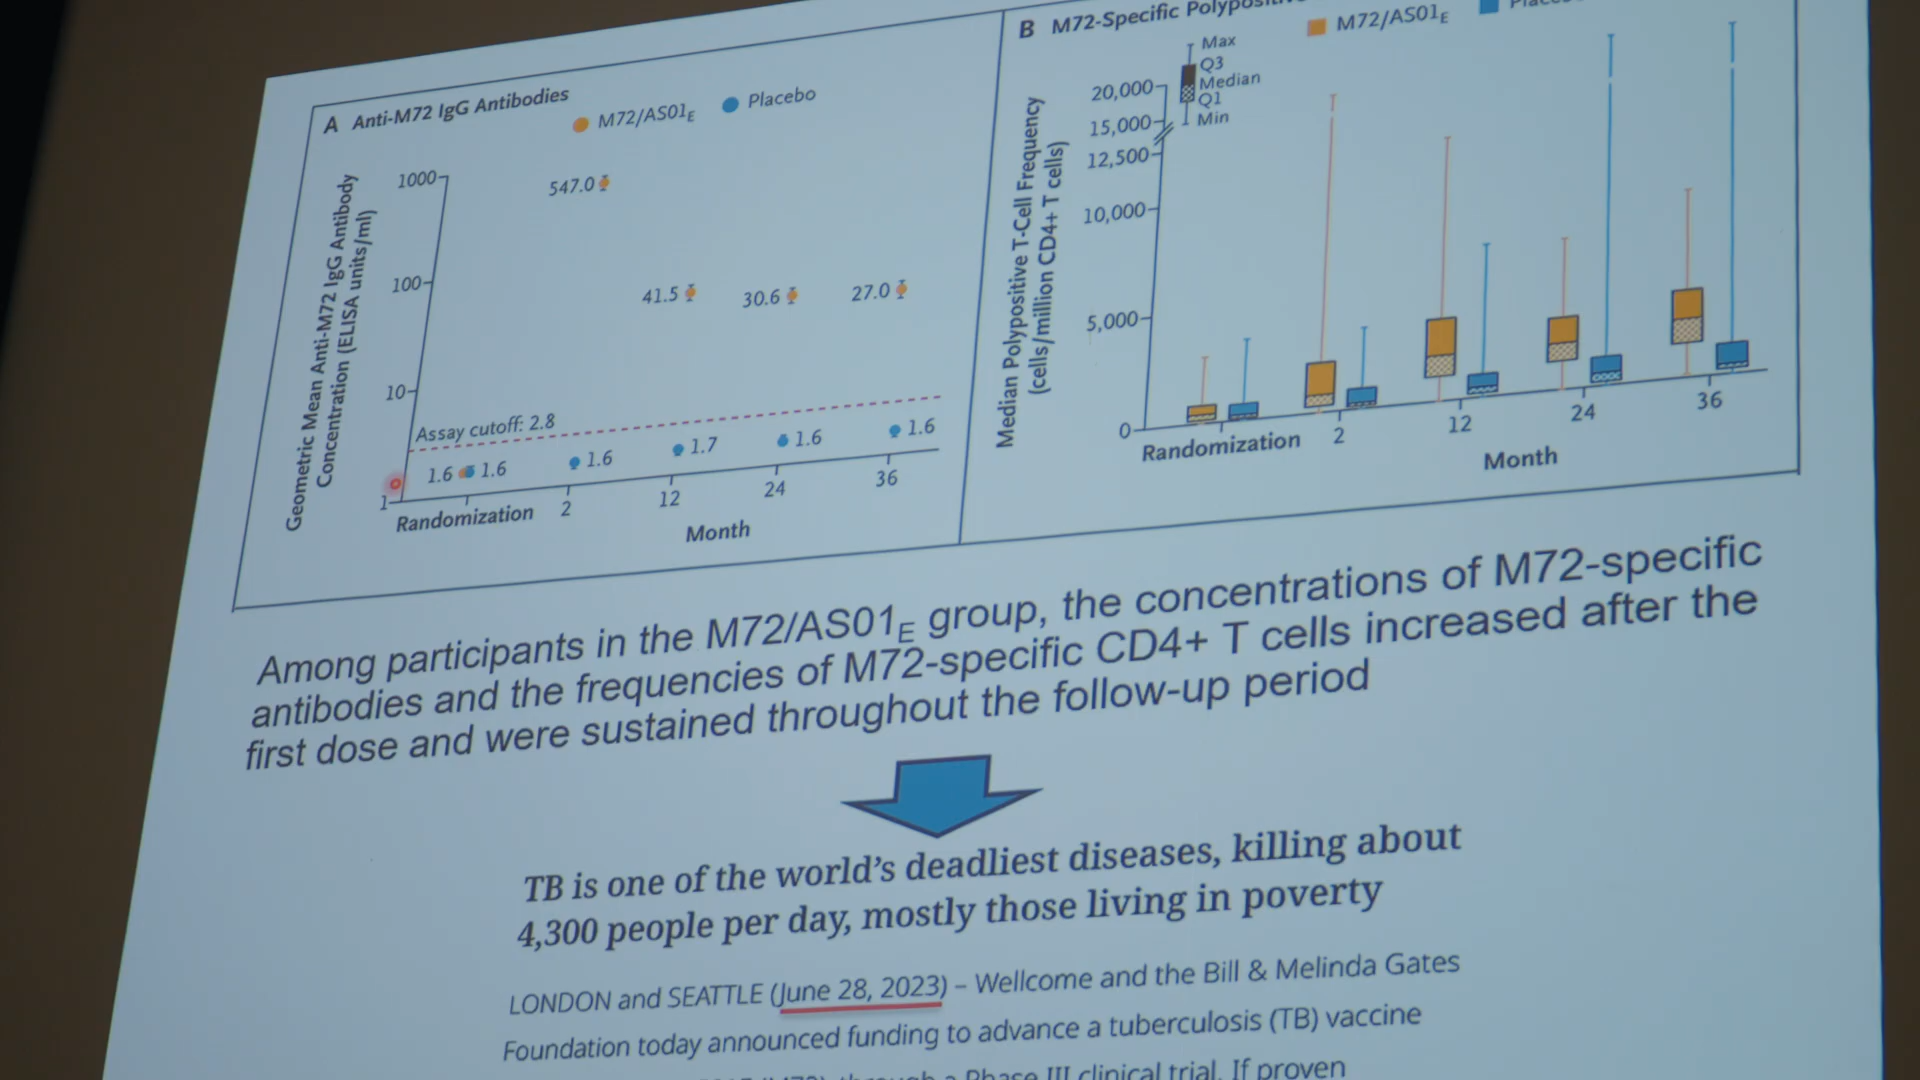 A Anti-M72 IgG Antibodies
M72/AS01E
Placebo
Geometric Mean Anti-M72 IgG Antibody
Concentration (ELISA units/ml)
1000
100
10
1
547.0
41.5
30.6
27.0
Assay cutoff: 2.8
1.6 1.6
1.6
1.7
1.6
1.6
Randomization 2 12 24 36
Month
B M72-Specific
M72/AS01E
Max
Q3
Median
Q1
Min
Median Polypositive T-Cell Frequency
(cells/million CD4+ T cells)
20,000
15,000
12,500
10,000
5,000
0
Randomization 2 12 24 36
Month
Among participants in the M72/AS01E group, the concentrations of M72-specific
antibodies and the frequencies of M72-specific CD4+ T cells increased after the
first dose and were sustained throughout the follow-up period
TB is one of the world's deadliest diseases, killing about
4,300 people per day, mostly those living in poverty
LONDON and SEATTLE (June 28, 2023) – Wellcome and the Bill & Melinda Gates
Foundation today announced funding to advance a tuberculosis (TB) vaccine
Phase III clinical trial. If proven